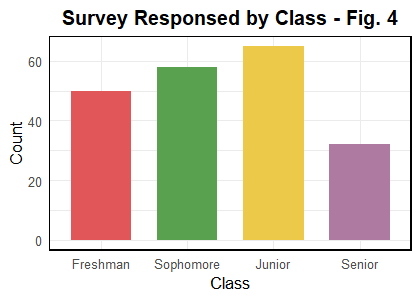 Survey Responsed by Class - Fig. 4
Count
60
40
20
0
Freshman Sophomore Junior Senior
Class